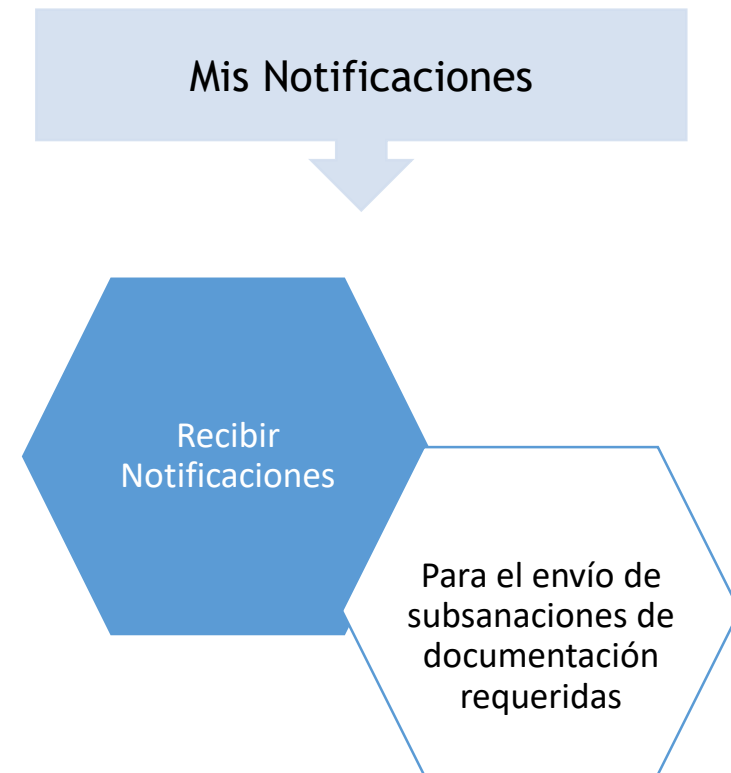 Mis Notificaciones
Recibir
Notificaciones
Para el envío de
subsanaciones de
documentación
requeridas